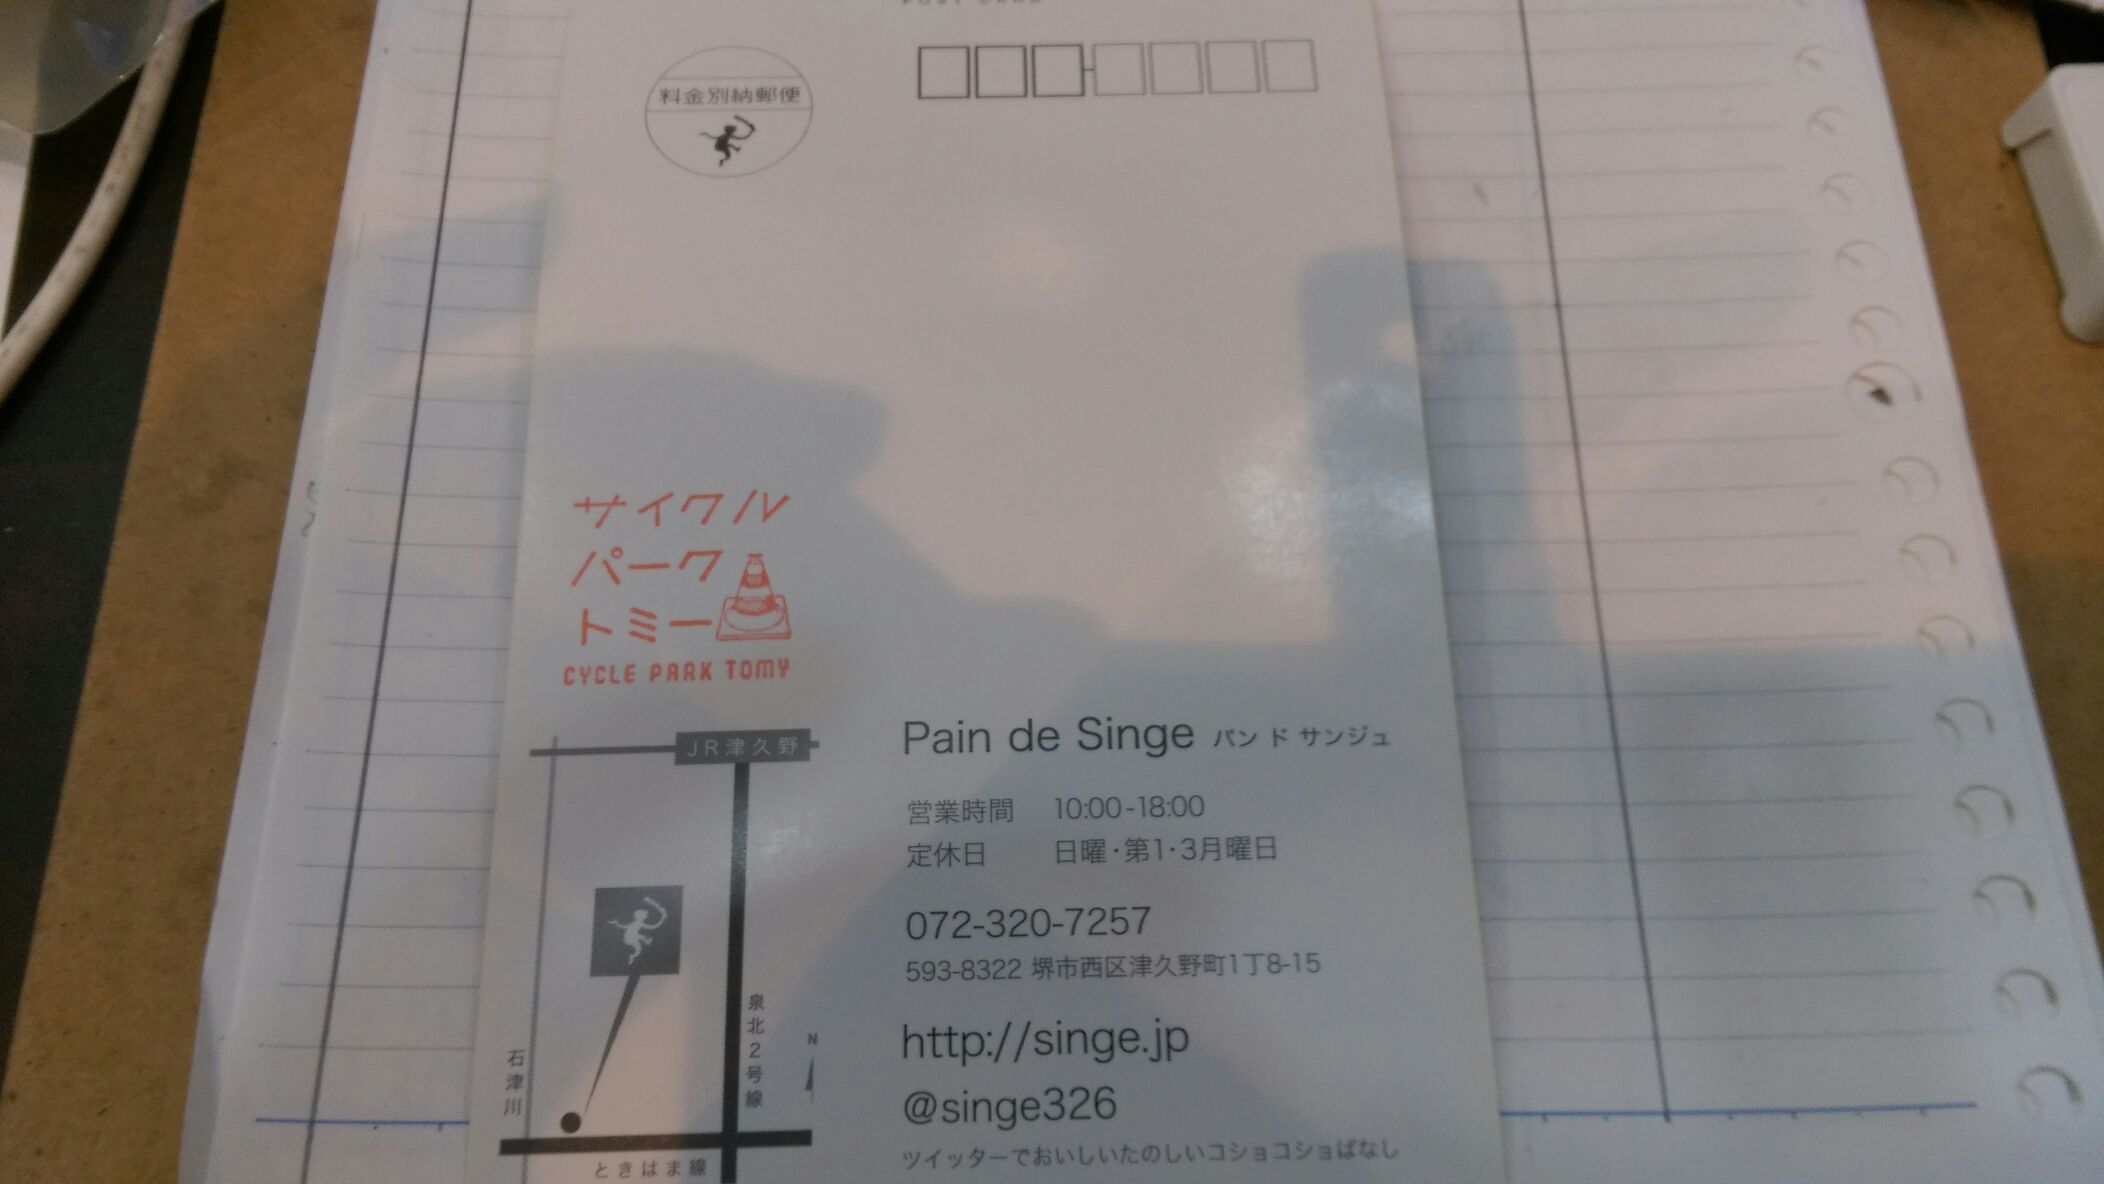 POST CARD
料金別納郵便
サイクル
パーク
トミー
CYCLE PARK TOMY
JR津久野
泉北2号線
石津川
N
ときはま線
Pain de Singe パン ド サンジュ
営業時間 10:00-18:00
定休日 日曜・第1・3月曜日
072-320-7257
593-8322 堺市西区津久野町1丁8-15
http://singe.jp
@singe326
ツイッターでおいしいたのしいコショコショばなし